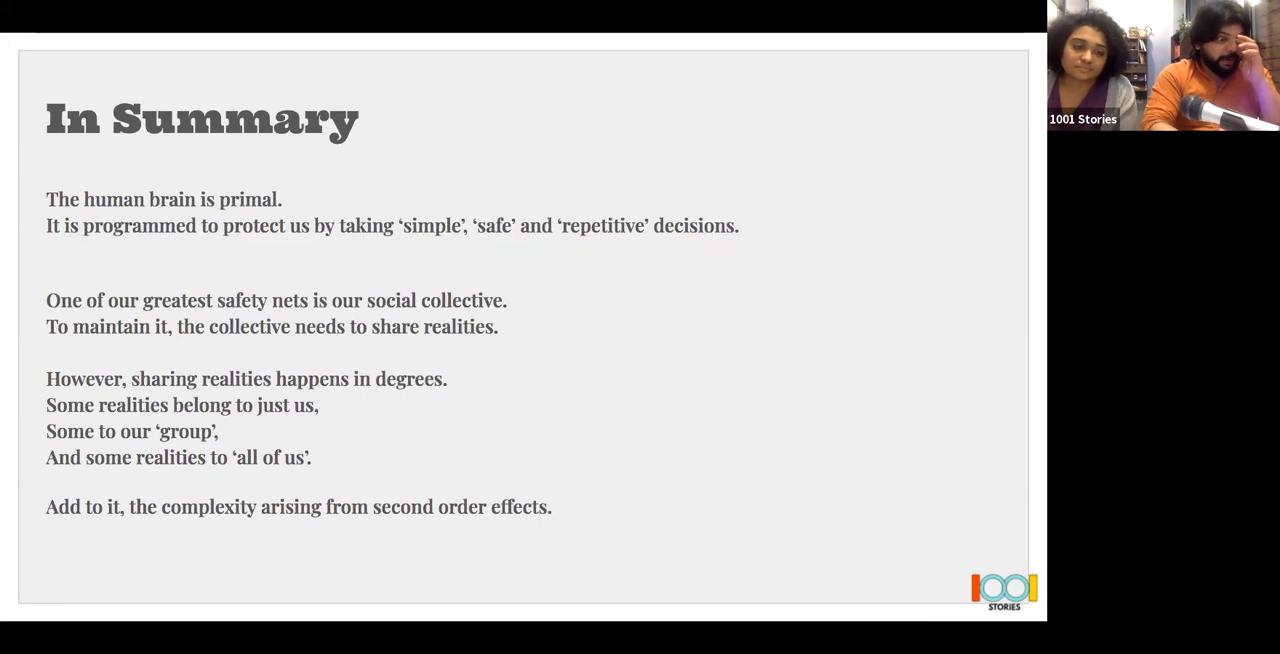 In Summary
The human brain is primal.
It is programmed to protect us by taking ‘simple’, ‘safe’ and ‘repetitive’ decisions.
One of our greatest safety nets is our social collective.
To maintain it, the collective needs to share realities.
However, sharing realities happens in degrees.
Some realities belong to just us,
Some to our ‘group’,
And some realities to ‘all of us’.
Add to it, the complexity arising from second order effects.
1001
STORIES
1001 Stories